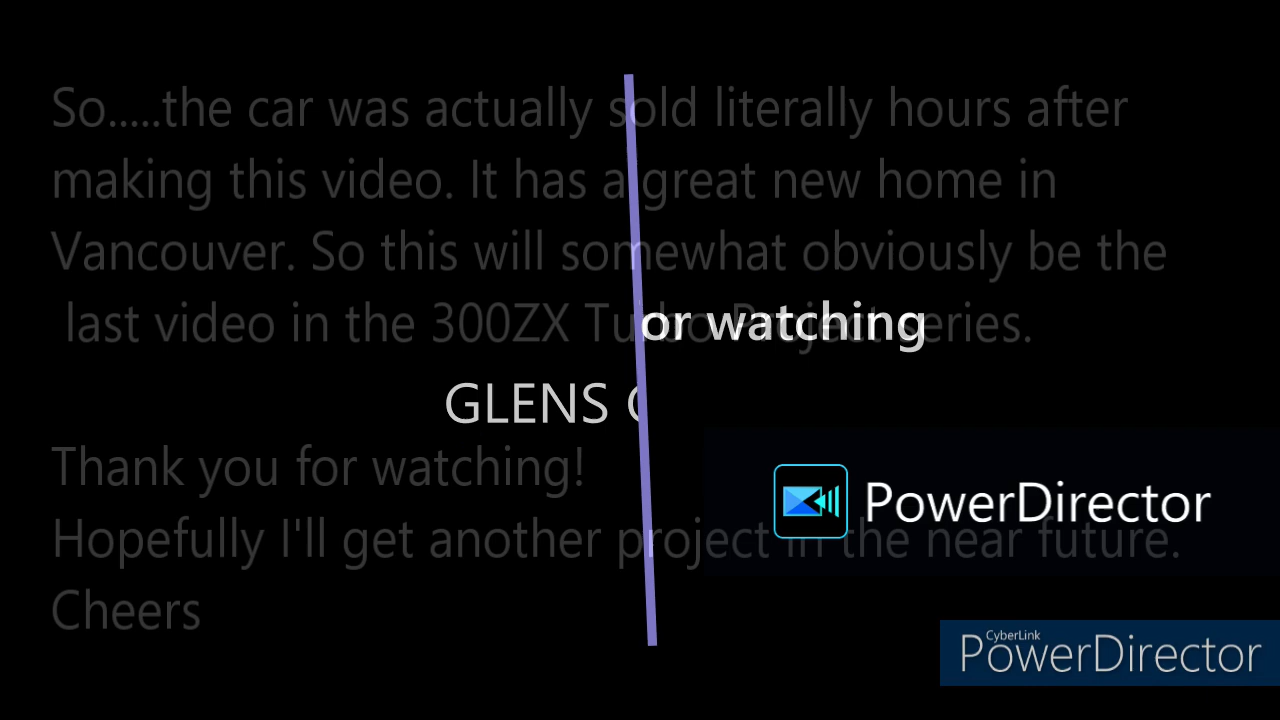 So.....the car was actually sold literally hours after
making this video. It has a great new home in
Vancouver. So this will somewhat obviously be the
last video in the 300ZX Turbo Project series.
or watching
GLENS
Thank you for watching!
PowerDirector
Hopefully I'll get another project in the near future.
Cheers
CyberLink
PowerDirector